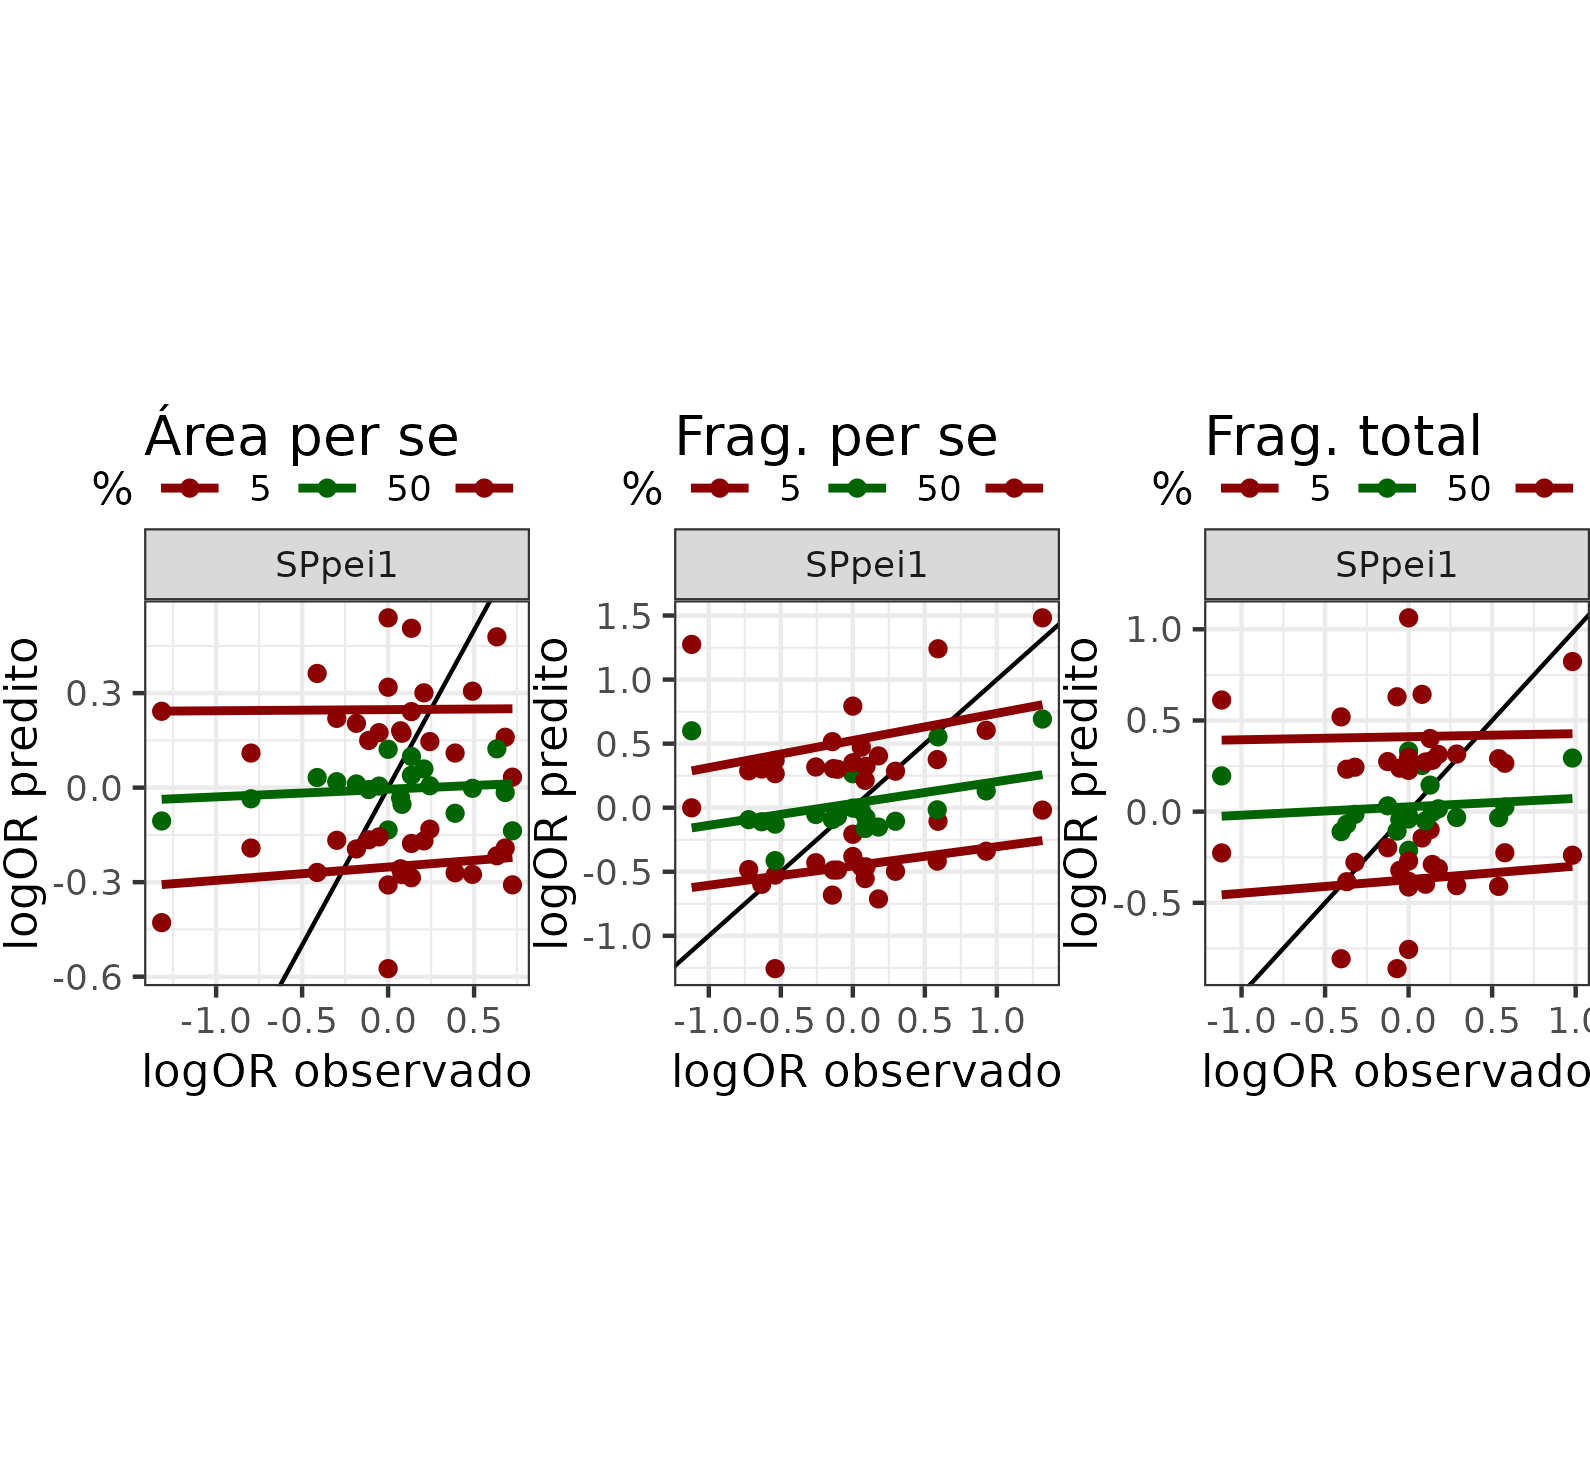 Área per se
% 5 50
SPpei1
logOR predito
0.3
0.0
-0.3
-0.6
-1.0 -0.5 0.0 0.5
logOR observado
Frag. per se
% 5 50
SPpei1
logOR predito
1.5
1.0
0.5
0.0
-0.5
-1.0
-1.0 -0.5 0.0 0.5 1.0
logOR observado
Frag. total
% 5 50
SPpei1
logOR predito
1.0
0.5
0.0
-0.5
-1.0 -0.5 0.0 0.5 1.0
logOR observado